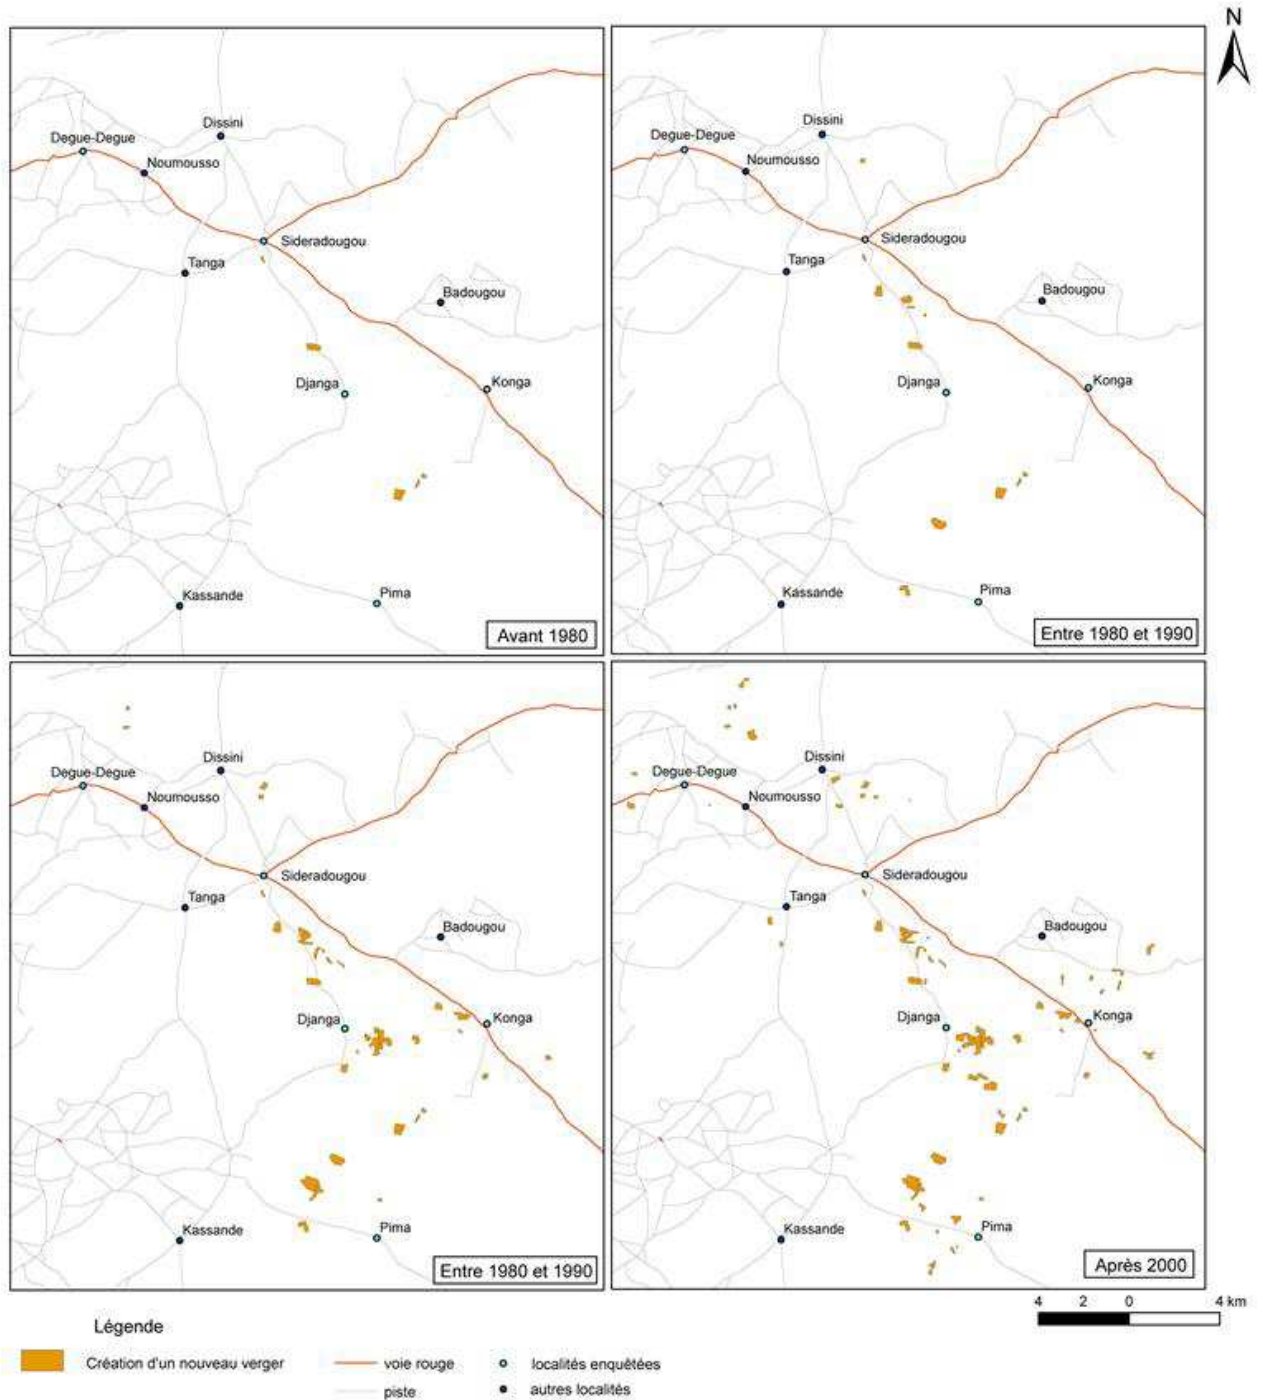 N
Dissini
Degue-Degue
Noumousso
Sideradougou
Tanga
Badougou
Djanga
Konga
Kassande
Pima
Avant 1980
Dissini
Degue-Degue
Noumousso
Sideradougou
Tanga
Badougou
Djanga
Konga
Kassande
Pima
Entre 1980 et 1990
Dissini
Degue-Degue
Noumousso
Sideradougou
Tanga
Badougou
Djanga
Konga
Kassande
Pima
Entre 1980 et 1990
Dissini
Degue-Degue
Noumousso
Sideradougou
Tanga
Badougou
Djanga
Konga
Kassande
Pima
Après 2000
4 2 0 4 km
Légende
Création d'un nouveau verger
voie rouge
localités enquêtées
piste
autres localités